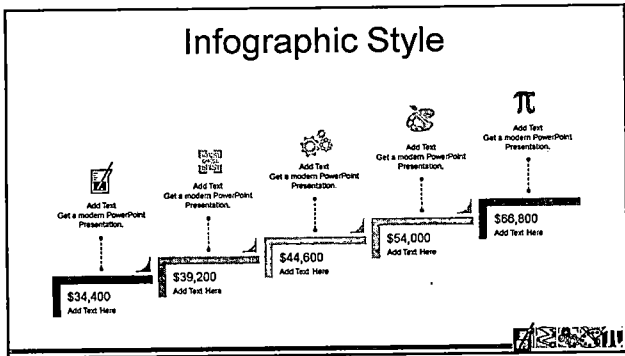 Infographic Style
π
Add Text
Get a modern PowerPoint
Presentation.
Add Text
Get a modern PowerPoint
Presentation.
Add Text
Get a modern PowerPoint
Presentation.
Add Text
Get a modern PowerPoint
Presentation.
Add Text
Get a modern PowerPoint
Presentation.
$66,800
Add Text Here
$54,000
Add Text Here
$44,600
Add Text Here
$39,200
Add Text Here
$34,400
Add Text Here
π